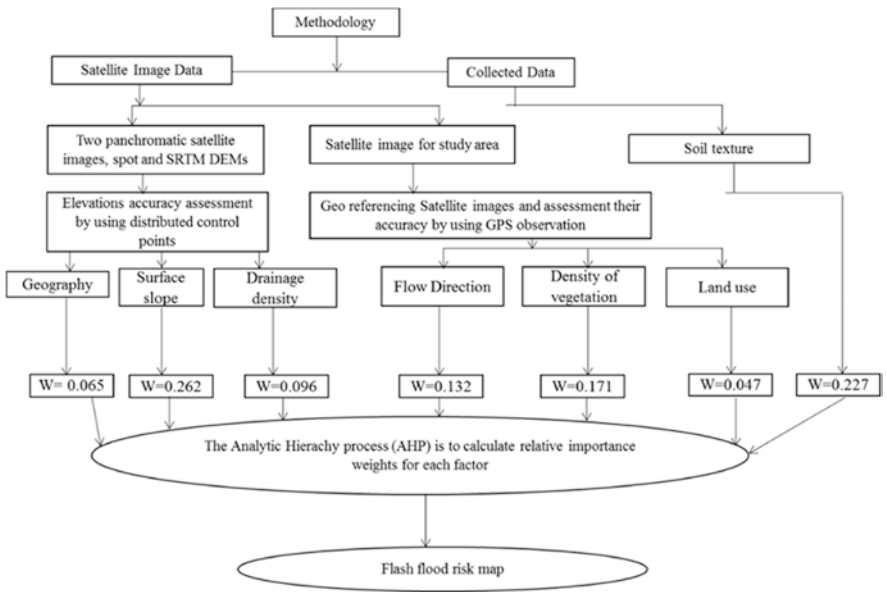 Methodology
Satellite Image Data
Collected Data
Two panchromatic satellite
images, spot and SRTM DEMs
Satellite image for study area
Soil texture
Elevations accuracy assessment
by using distributed control
points
Geo referencing Satellite images and assessment their
accuracy by using GPS observation
Geography
Surface
slope
Drainage
density
Flow Direction
Density of
vegetation
Land use
W= 0.065
W=0.262
W=0.096
W=0.132
W=0.171
W=0.047
W=0.227
The Analytic Hierachy process (AHP) is to calculate relative importance
weights for each factor
Flash flood risk map